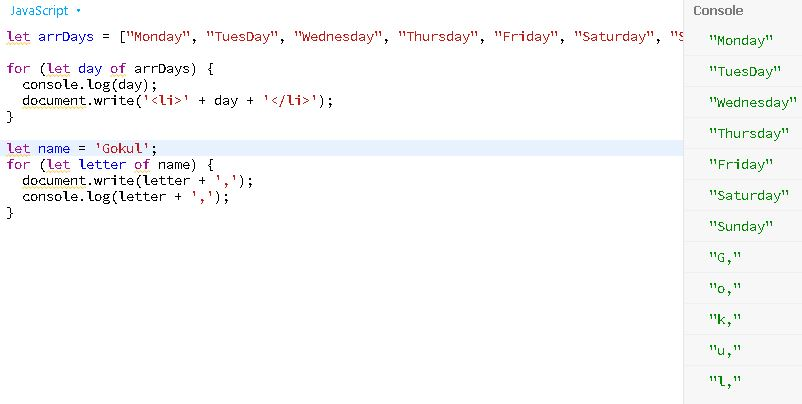 JavaScript
let arrDays = ["Monday", "TuesDay", "Wednesday", "Thursday", "Friday", "Saturday", "S
for (let day of arrDays) {
console.log(day);
document.write('<li>' + day + '</li>');
}
let name = 'Gokul';
for (let letter of name) {
document.write(letter + ',');
console.log(letter + ',');
}
Console
"Monday"
"TuesDay"
"Wednesday"
"Thursday"
"Friday"
"Saturday"
"Sunday"
"G,"
"o,"
"k,"
"u,"
"l,"